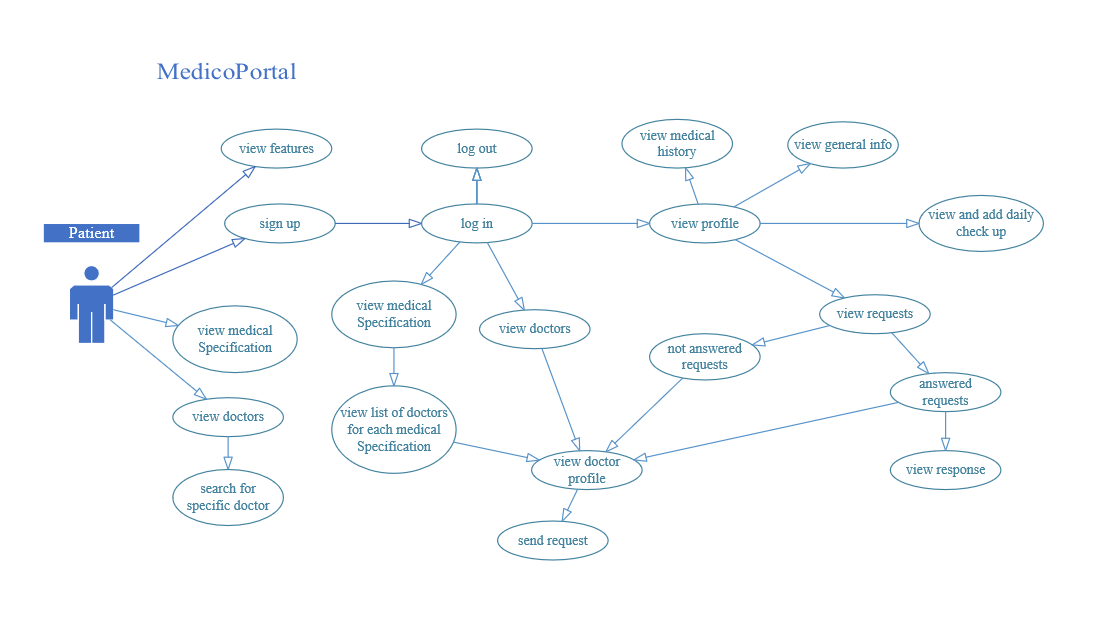 MedicoPortal
view features
log out
view medical
history
view general info
Patient
sign up
log in
view profile
view and add daily
check up
view medical
Specification
view medical
Specification
view doctors
view requests
not answered
requests
answered
requests
view doctors
view list of doctors
for each medical
Specification
view doctor
profile
view response
search for
specific doctor
send request